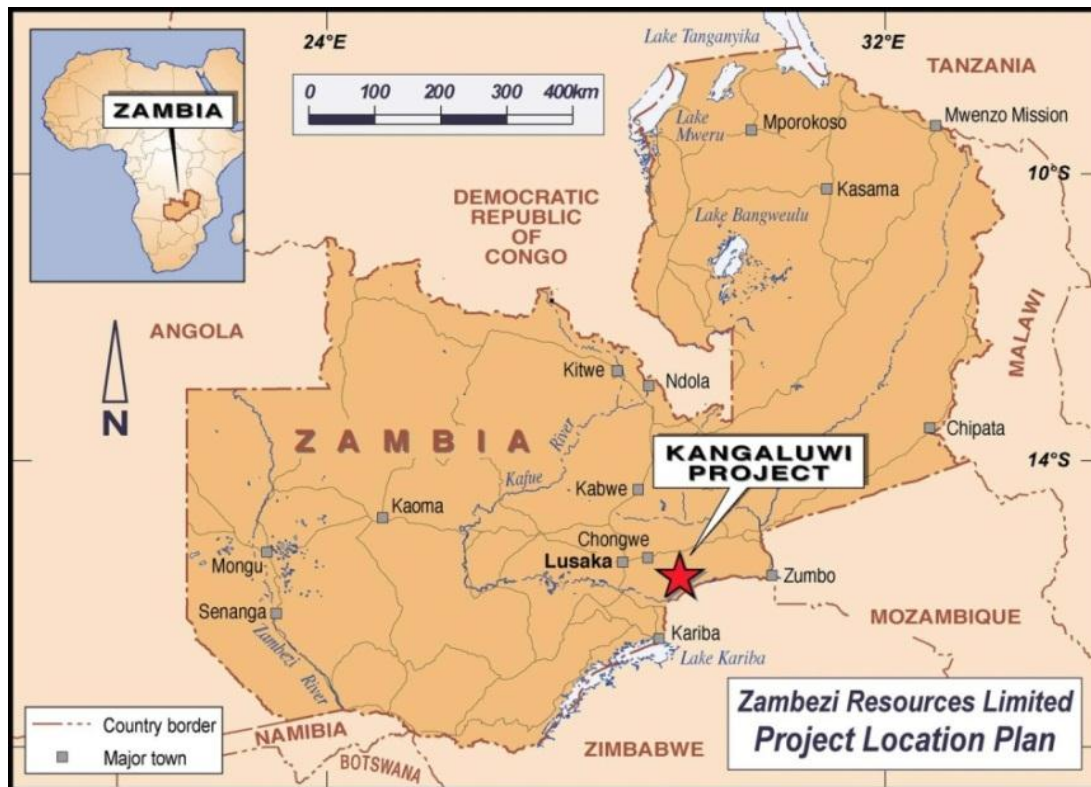 24°E
32°E
Lake Tanganyika
TANZANIA
ZAMBIA
0 100 200 300 400km
Lake
Mweru
Mporokoso
Mwenzo Mission
10°S
Kasama
DEMOCRATIC
REPUBLIC
OF
CONGO
Lake Bangweulu
ANGOLA
MALAWI
N
Kitwe
Ndola
ZAMBIA
Kafue
River
KANGALUWI
PROJECT
Chipata
14°S
Kabwe
Kaoma
Chongwe
Lusaka
Mongu
Zumbo
Senanga
MOZAMBIQUE
Zambezi
River
Kariba
Lake Kariba
Country border
Major town
NAMIBIA
BOTSWANA
ZIMBABWE
Zambezi Resources Limited
Project Location Plan